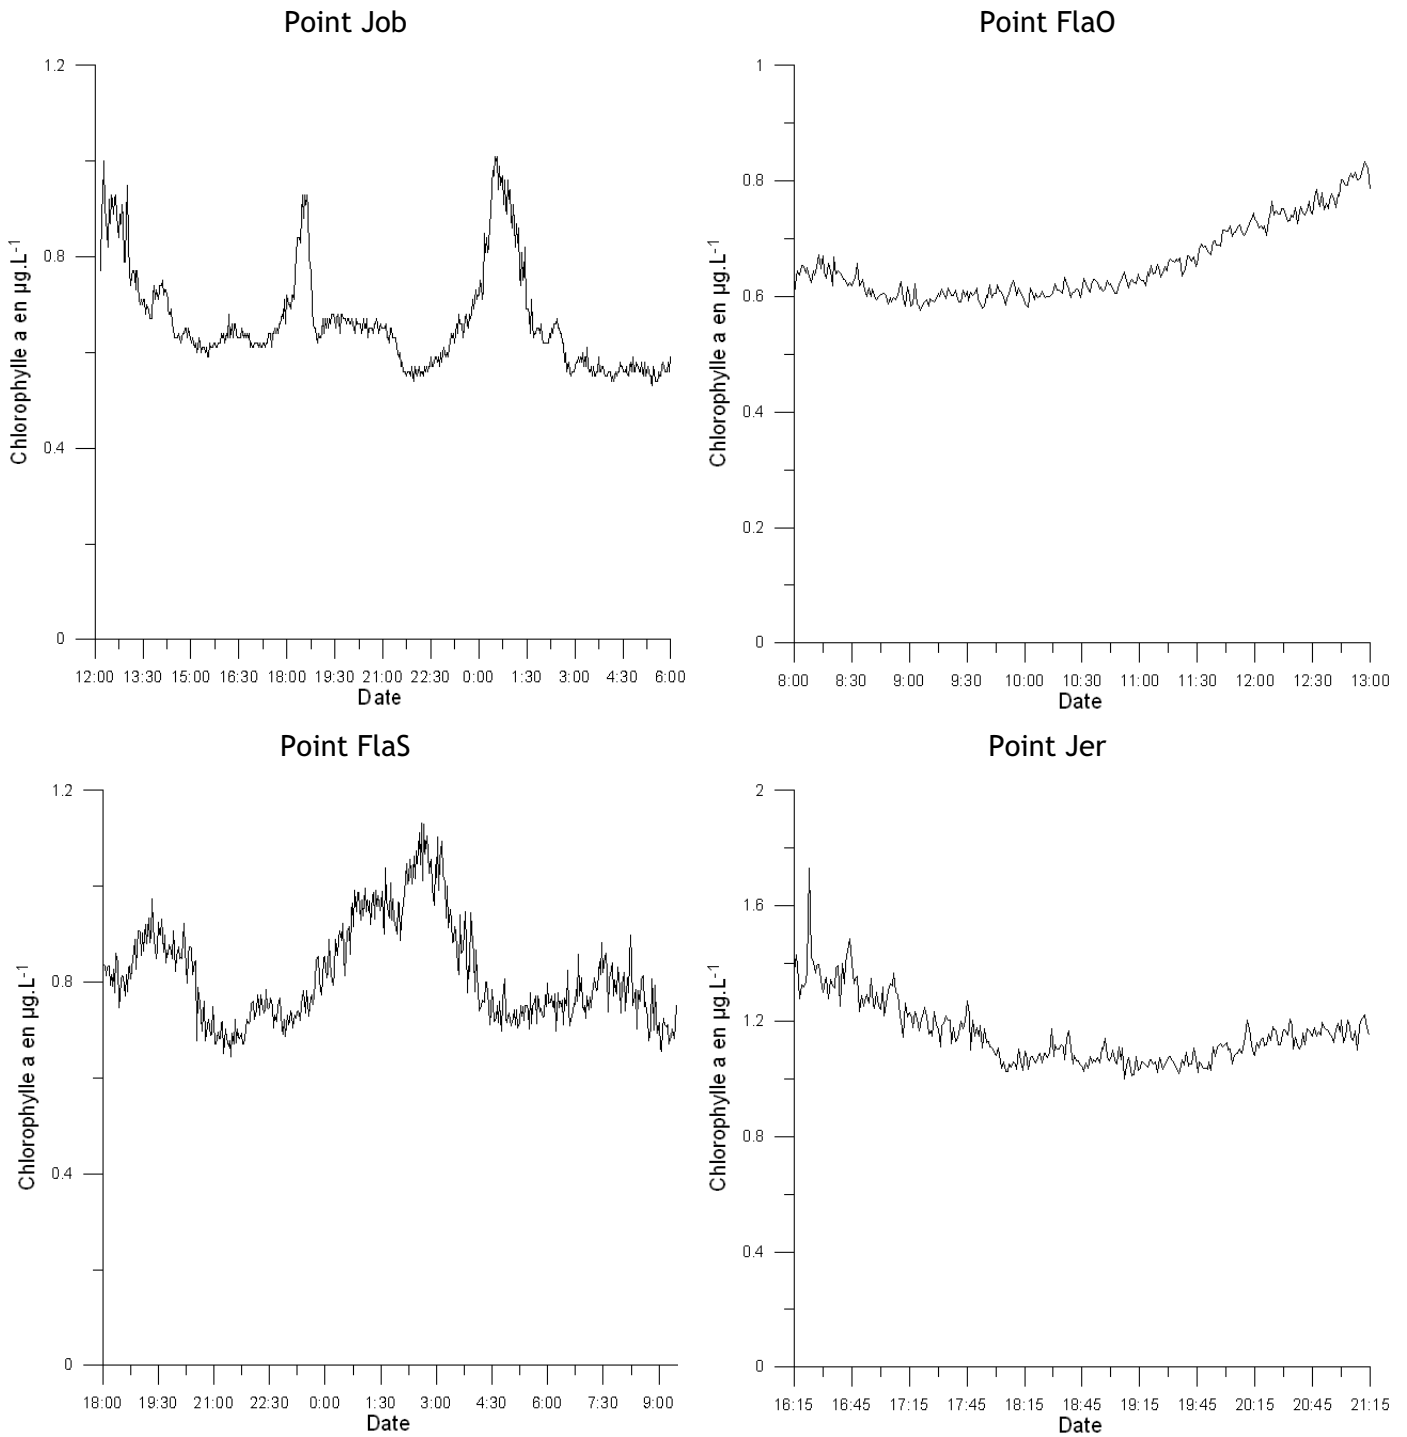 Point Job
1.2
0.8
0.4
0
Chlorophylle a en µg.L-1
12:00 13:30 15:00 16:30 18:00 19:30 21:00 22:30 0:00 1:30 3:00 4:30 6:00
Date
Point FlaO
1
0.8
0.6
0.4
0.2
0
Chlorophylle a en µg.L-1
8:00 8:30 9:00 9:30 10:00 10:30 11:00 11:30 12:00 12:30 13:00
Date
Point FlaS
1.2
0.8
0.4
0
Chlorophylle a en µg.L-1
18:00 19:30 21:00 22:30 0:00 1:30 3:00 4:30 6:00 7:30 9:00
Date
Point Jer
2
1.6
1.2
0.8
0.4
0
Chlorophylle a en µg.L-1
16:15 16:45 17:15 17:45 18:15 18:45 19:15 19:45 20:15 20:45 21:15
Date